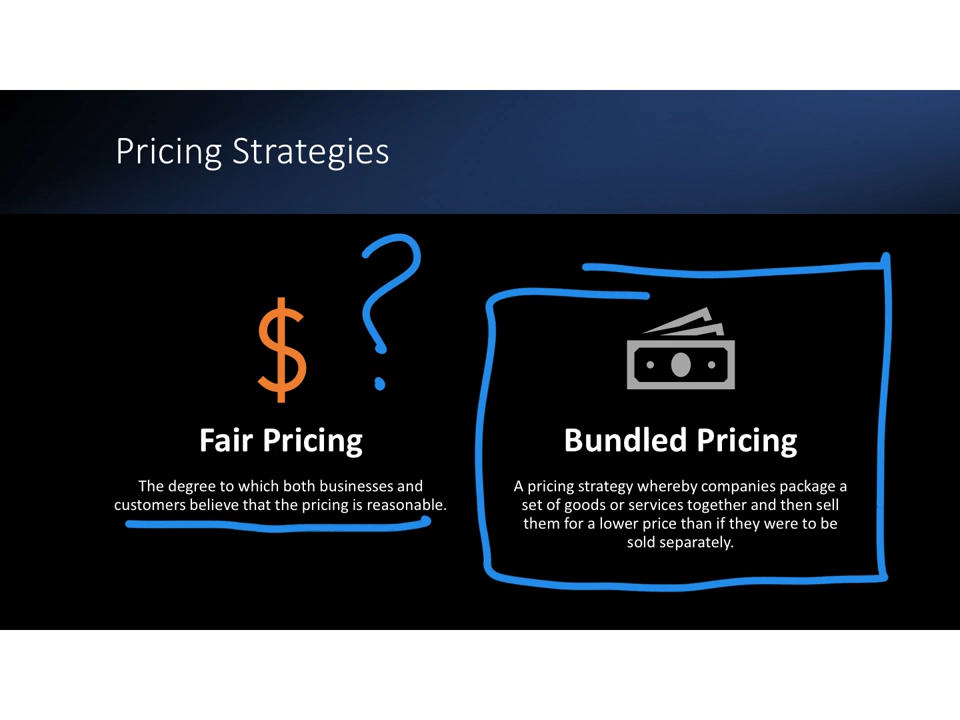 Pricing Strategies
$ ?
Fair Pricing
The degree to which both businesses and
customers believe that the pricing is reasonable.
Bundled Pricing
A pricing strategy whereby companies package a
set of goods or services together and then sell
them for a lower price than if they were to be
sold separately.